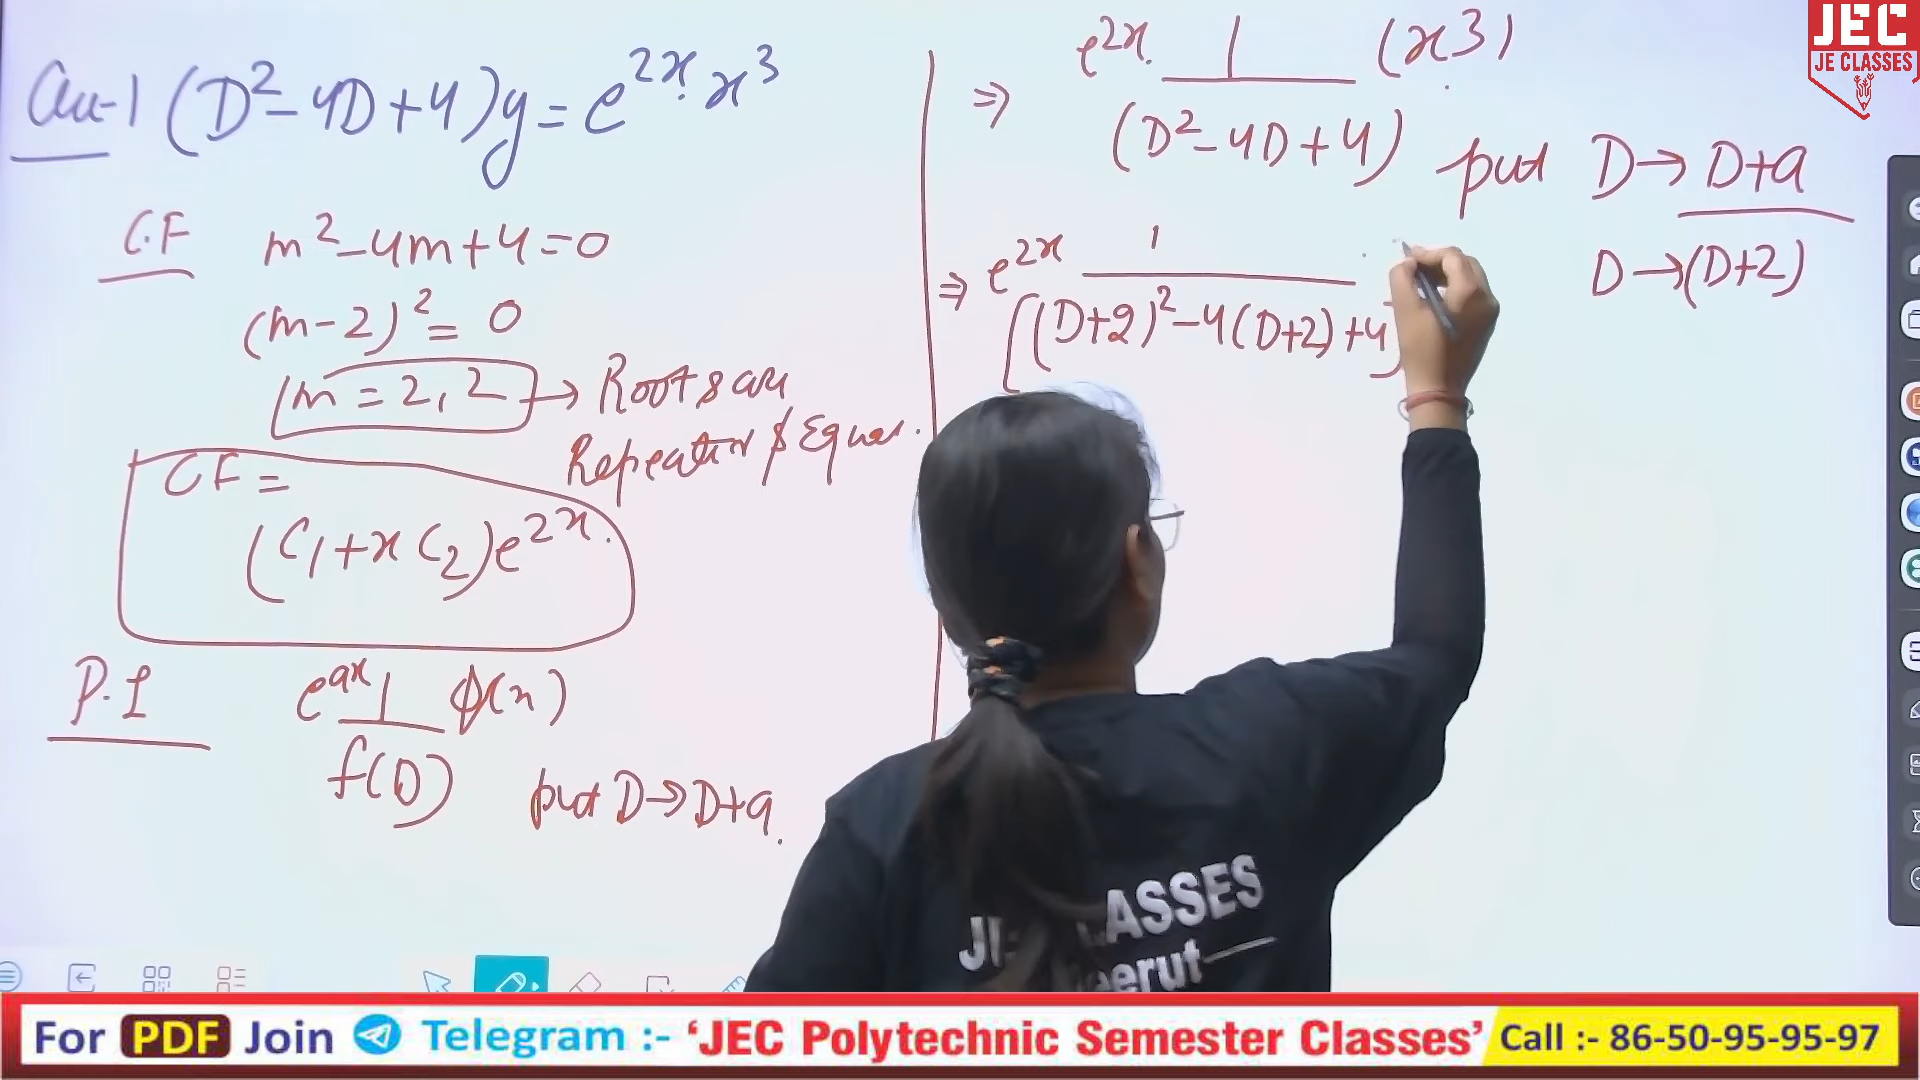 Qu-1 (D²-4D+4)y = e^2x. x³
C.F m²-4m+4=0
(m-2)² = 0
m = 2, 2 → Roots are
Repeated & Equal.
CF =
(C₁+xC₂)e^2x.
P.I e^ax 1/f(D) φ(x)
put D→D+a.
⇒ e^2x. 1/(D²-4D+4) (x3)
put D→D+a
D→(D+2)
⇒ e^2x 1/[(D+2)²-4(D+2)+4]
JEC
JE CLASSES
LASSES
eerut
For PDF Join Telegram :- ‘JEC Polytechnic Semester Classes’ Call :- 86-50-95-95-97